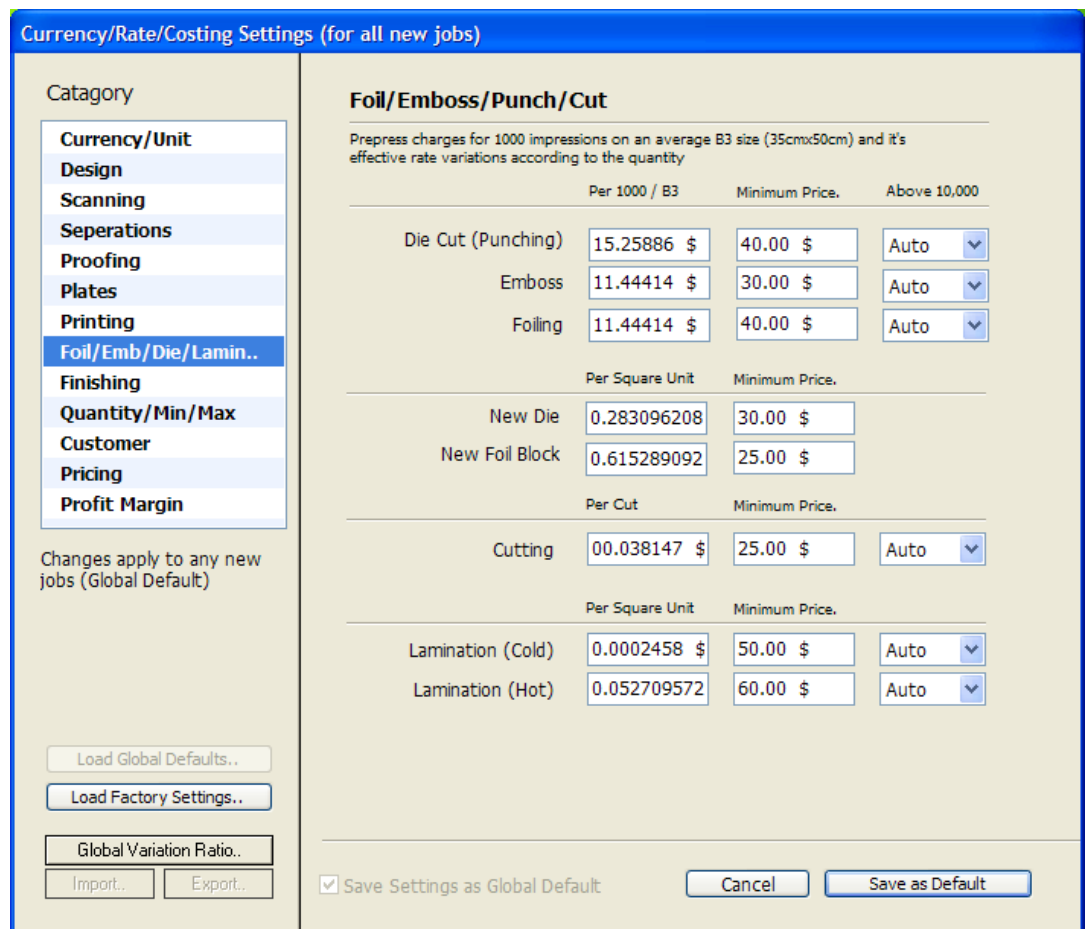 Currency/Rate/Costing Settings (for all new jobs)
Catagory
Currency/Unit
Design
Scanning
Seperations
Proofing
Plates
Printing
Foil/Emb/Die/Lamin..
Finishing
Quantity/Min/Max
Customer
Pricing
Profit Margin
Changes apply to any new
jobs (Global Default)
Load Global Defaults..
Load Factory Settings..
Global Variation Ratio..
Import.. Export..
Foil/Emboss/Punch/Cut
Prepress charges for 1000 impressions on an average B3 size (35cmx50cm) and it's
effective rate variations according to the quantity
Per 1000 / B3 Minimum Price. Above 10,000
Die Cut (Punching) 15.25886 $ 40.00 $ Auto
Emboss 11.44414 $ 30.00 $ Auto
Foiling 11.44414 $ 40.00 $ Auto
Per Square Unit Minimum Price.
New Die 0.283096208 30.00 $
New Foil Block 0.615289092 25.00 $
Per Cut Minimum Price.
Cutting 00.038147 $ 25.00 $ Auto
Per Square Unit Minimum Price.
Lamination (Cold) 0.0002458 $ 50.00 $ Auto
Lamination (Hot) 0.052709572 60.00 $ Auto
Save Settings as Global Default Cancel Save as Default